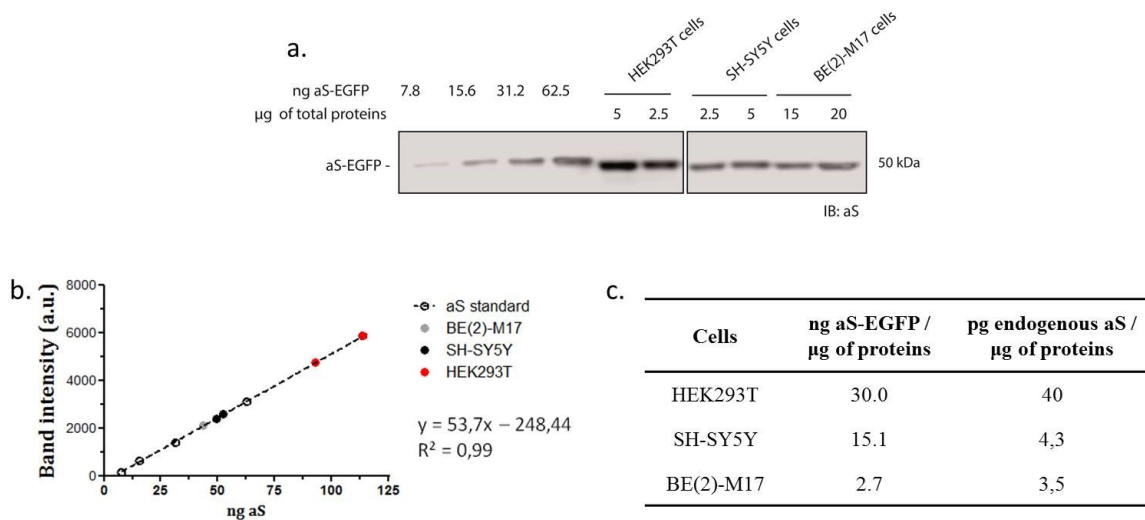 a.
HEK293T cells
SH-SY5Y cells
BE(2)-M17 cells
ng aS-EGFP 7.8 15.6 31.2 62.5
µg of total proteins 5 2.5 2.5 5 15 20
aS-EGFP -
50 kDa
IB: aS
b.
Band intensity (a.u.)
8000
6000
4000
2000
0
0 25 50 75 100 125
ng aS
aS standard
BE(2)-M17
SH-SY5Y
HEK293T
y = 53,7x – 248,44
R² = 0,99
c.
Cells ng aS-EGFP / µg of proteins pg endogenous aS / µg of proteins
HEK293T 30.0 40
SH-SY5Y 15.1 4,3
BE(2)-M17 2.7 3,5